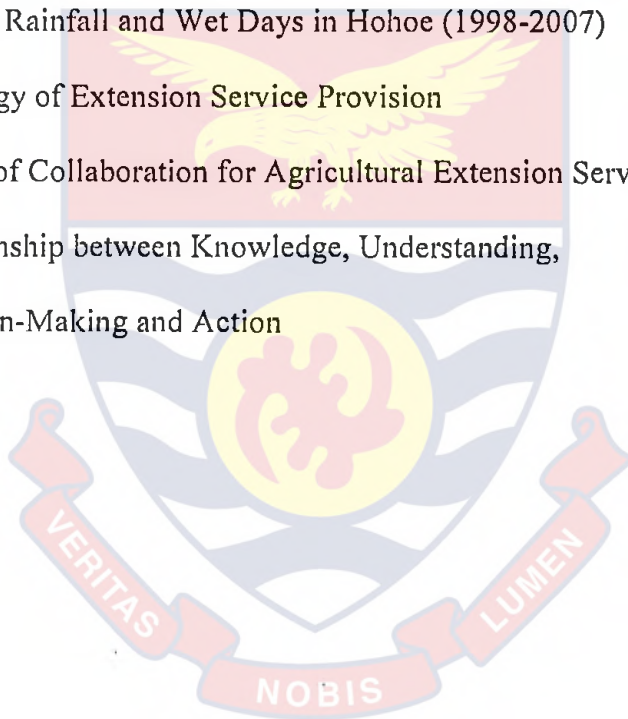 Rainfall and Wet Days in Hohoe (1998-2007)
gy of Extension Service Provision
of Collaboration for Agricultural Extension Serv
nship between Knowledge, Understanding,
n-Making and Action
VERITAS
NOBIS
LUMEN